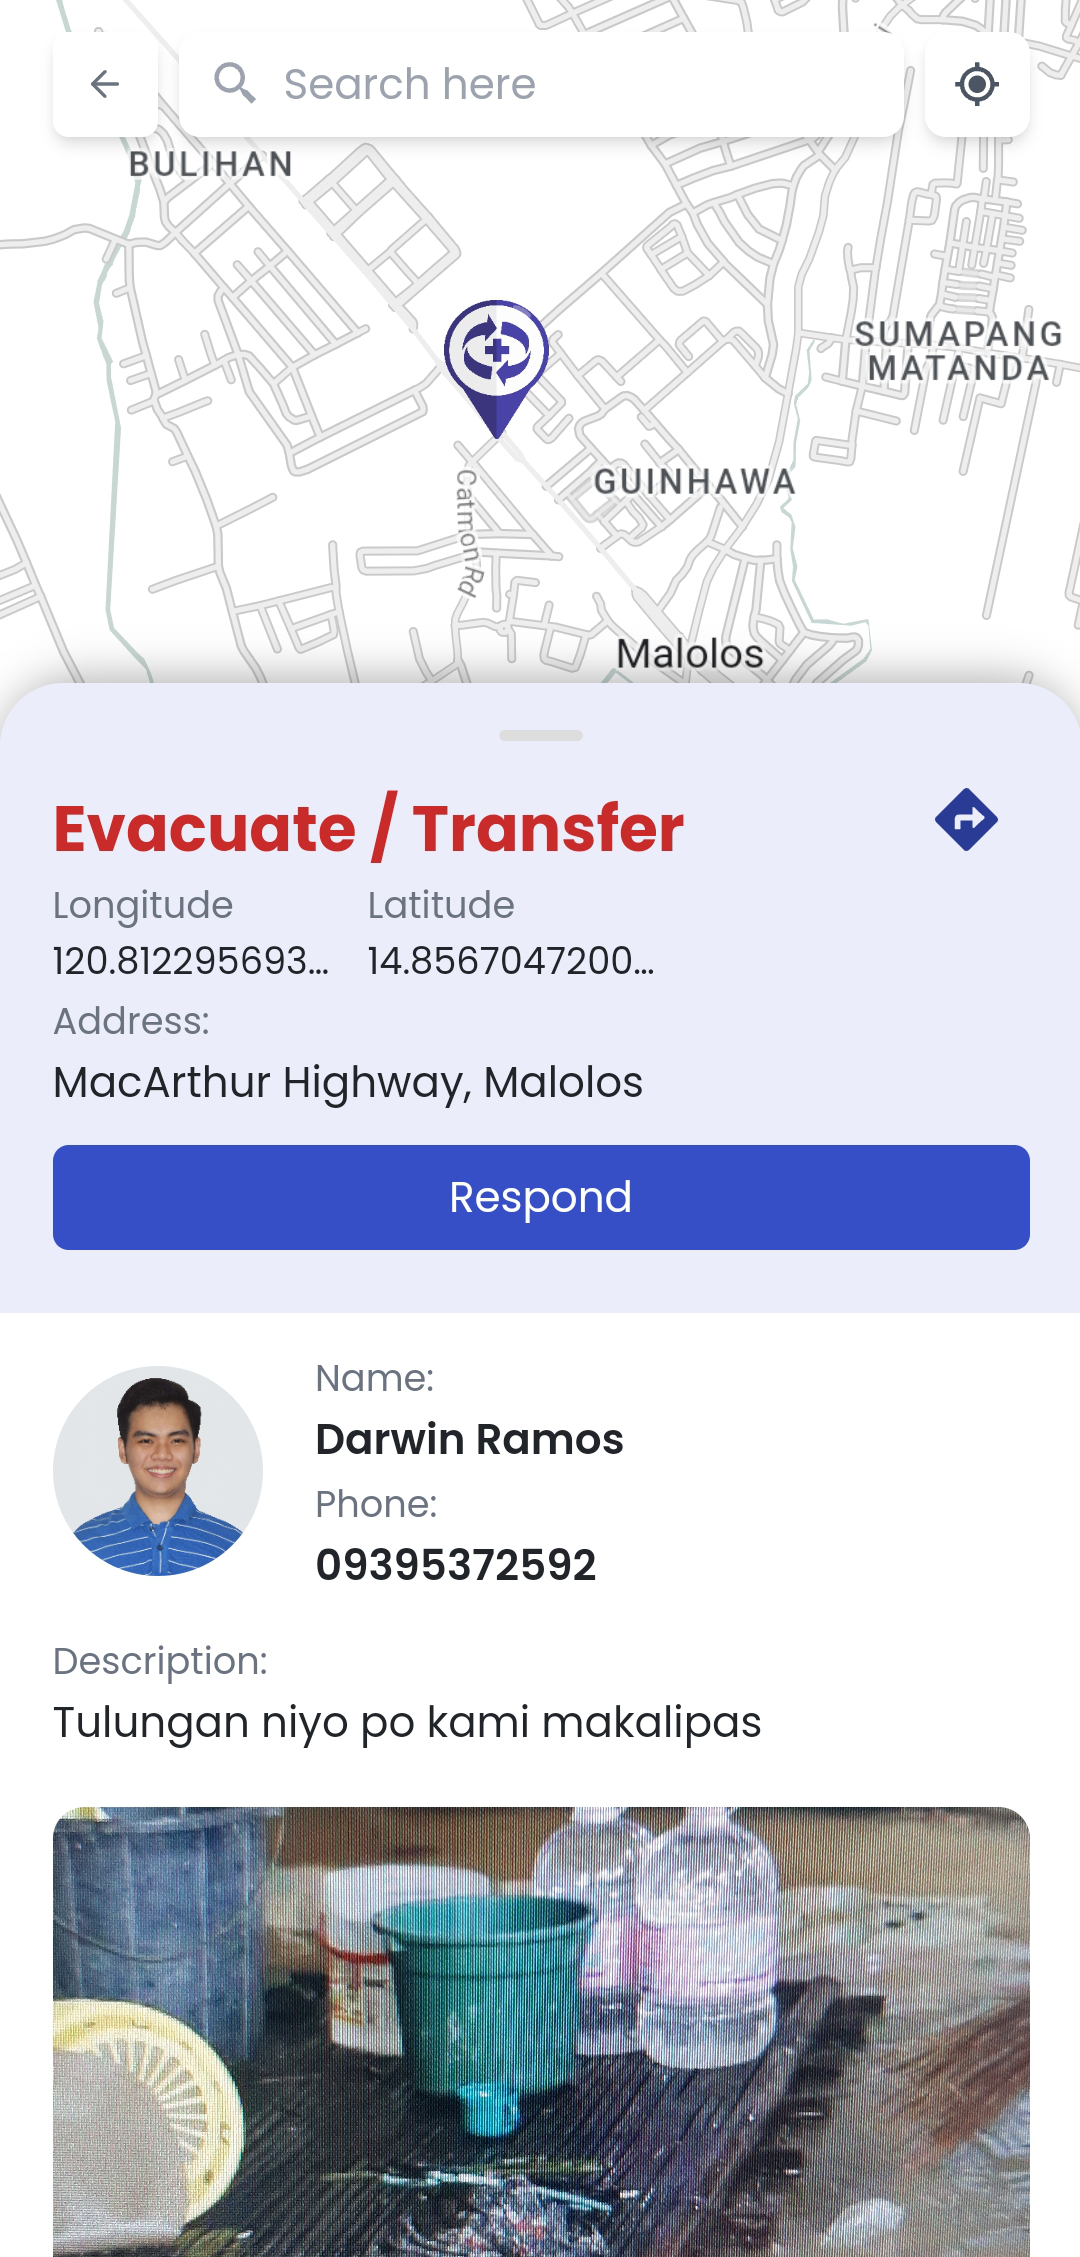 Search here
BULIHAN
SUMAPANG
MATANDA
GUINHAWA
Catmon Rd
Malolos
Evacuate / Transfer
Longitude
Latitude
120.812295693...
14.8567047200...
Address:
MacArthur Highway, Malolos
Respond
Name:
Darwin Ramos
Phone:
09395372592
Description:
Tulungan niyo po kami makalipas